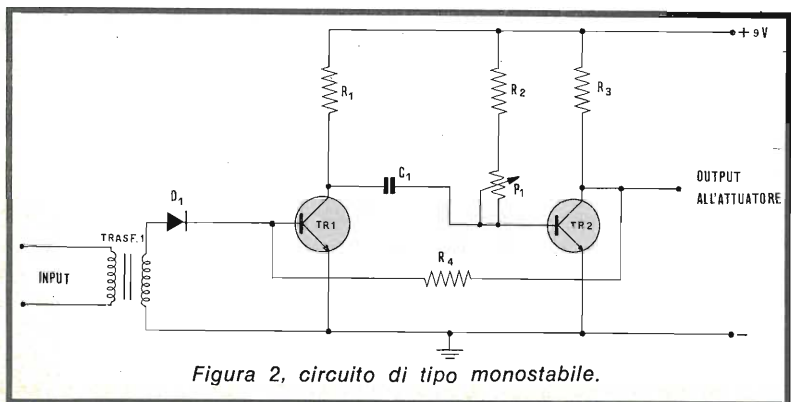 + 9V
R1
R2
R3
C1
P1
D1
TR1
TR2
OUTPUT
ALL'ATTUATORE
TRASF. 1
INPUT
R4
−
Figura 2, circuito di tipo monostabile.